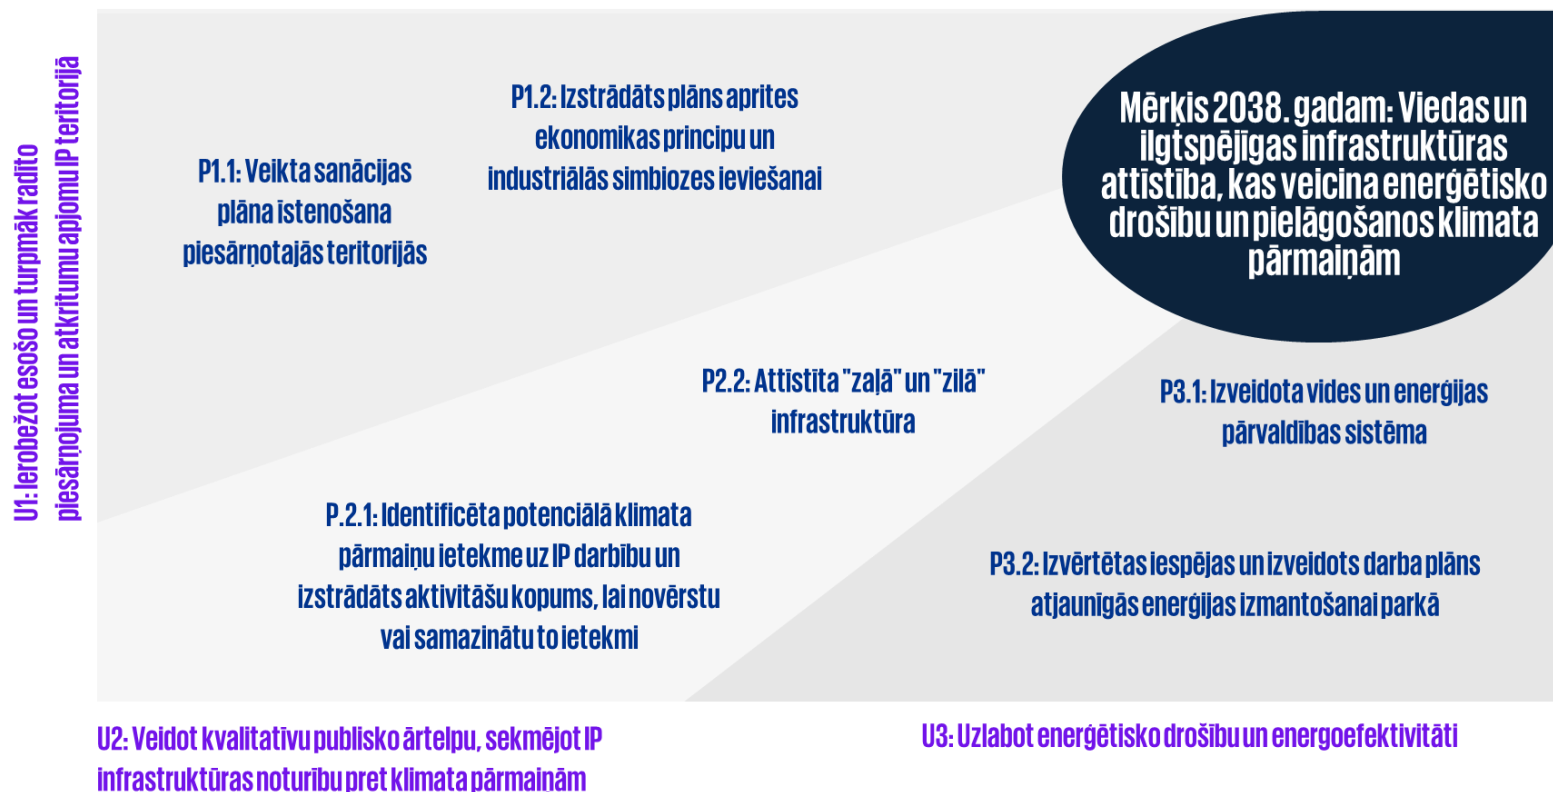 U1: Ierobežot esošo un turpmāk radīto
piesārņojuma un atkritumu apjomu IP teritorijā
P1.1: Veikta sanācijas
plāna īstenošana
piesārņotajās teritorijās
P1.2: Izstrādāts plāns aprites
ekonomikas principu un
industriālās simbiozes ieviešanai
Mērķis 2038. gadam: Viedas un
ilgtspējīgas infrastruktūras
attīstība, kas veicina enerģētisko
drošību un pielāgošanos klimata
pārmaiņām
P2.2: Attīstīta "zaļā" un "zilā"
infrastruktūra
P3.1: Izveidota vides un enerģijas
pārvaldības sistēma
P.2.1: Identificēta potenciālā klimata
pārmaiņu ietekme uz IP darbību un
izstrādāts aktivitāšu kopums, lai novērstu
vai samazinātu to ietekmi
P3.2: Izvērtētas iespējas un izveidots darba plāns
atjaunīgās enerģijas izmantošanai parkā
U2: Veidot kvalitatīvu publisko ārtelpu, sekmējot IP
infrastruktūras noturību pret klimata pārmaiņām
U3: Uzlabot enerģētisko drošību un energoefektivitāti